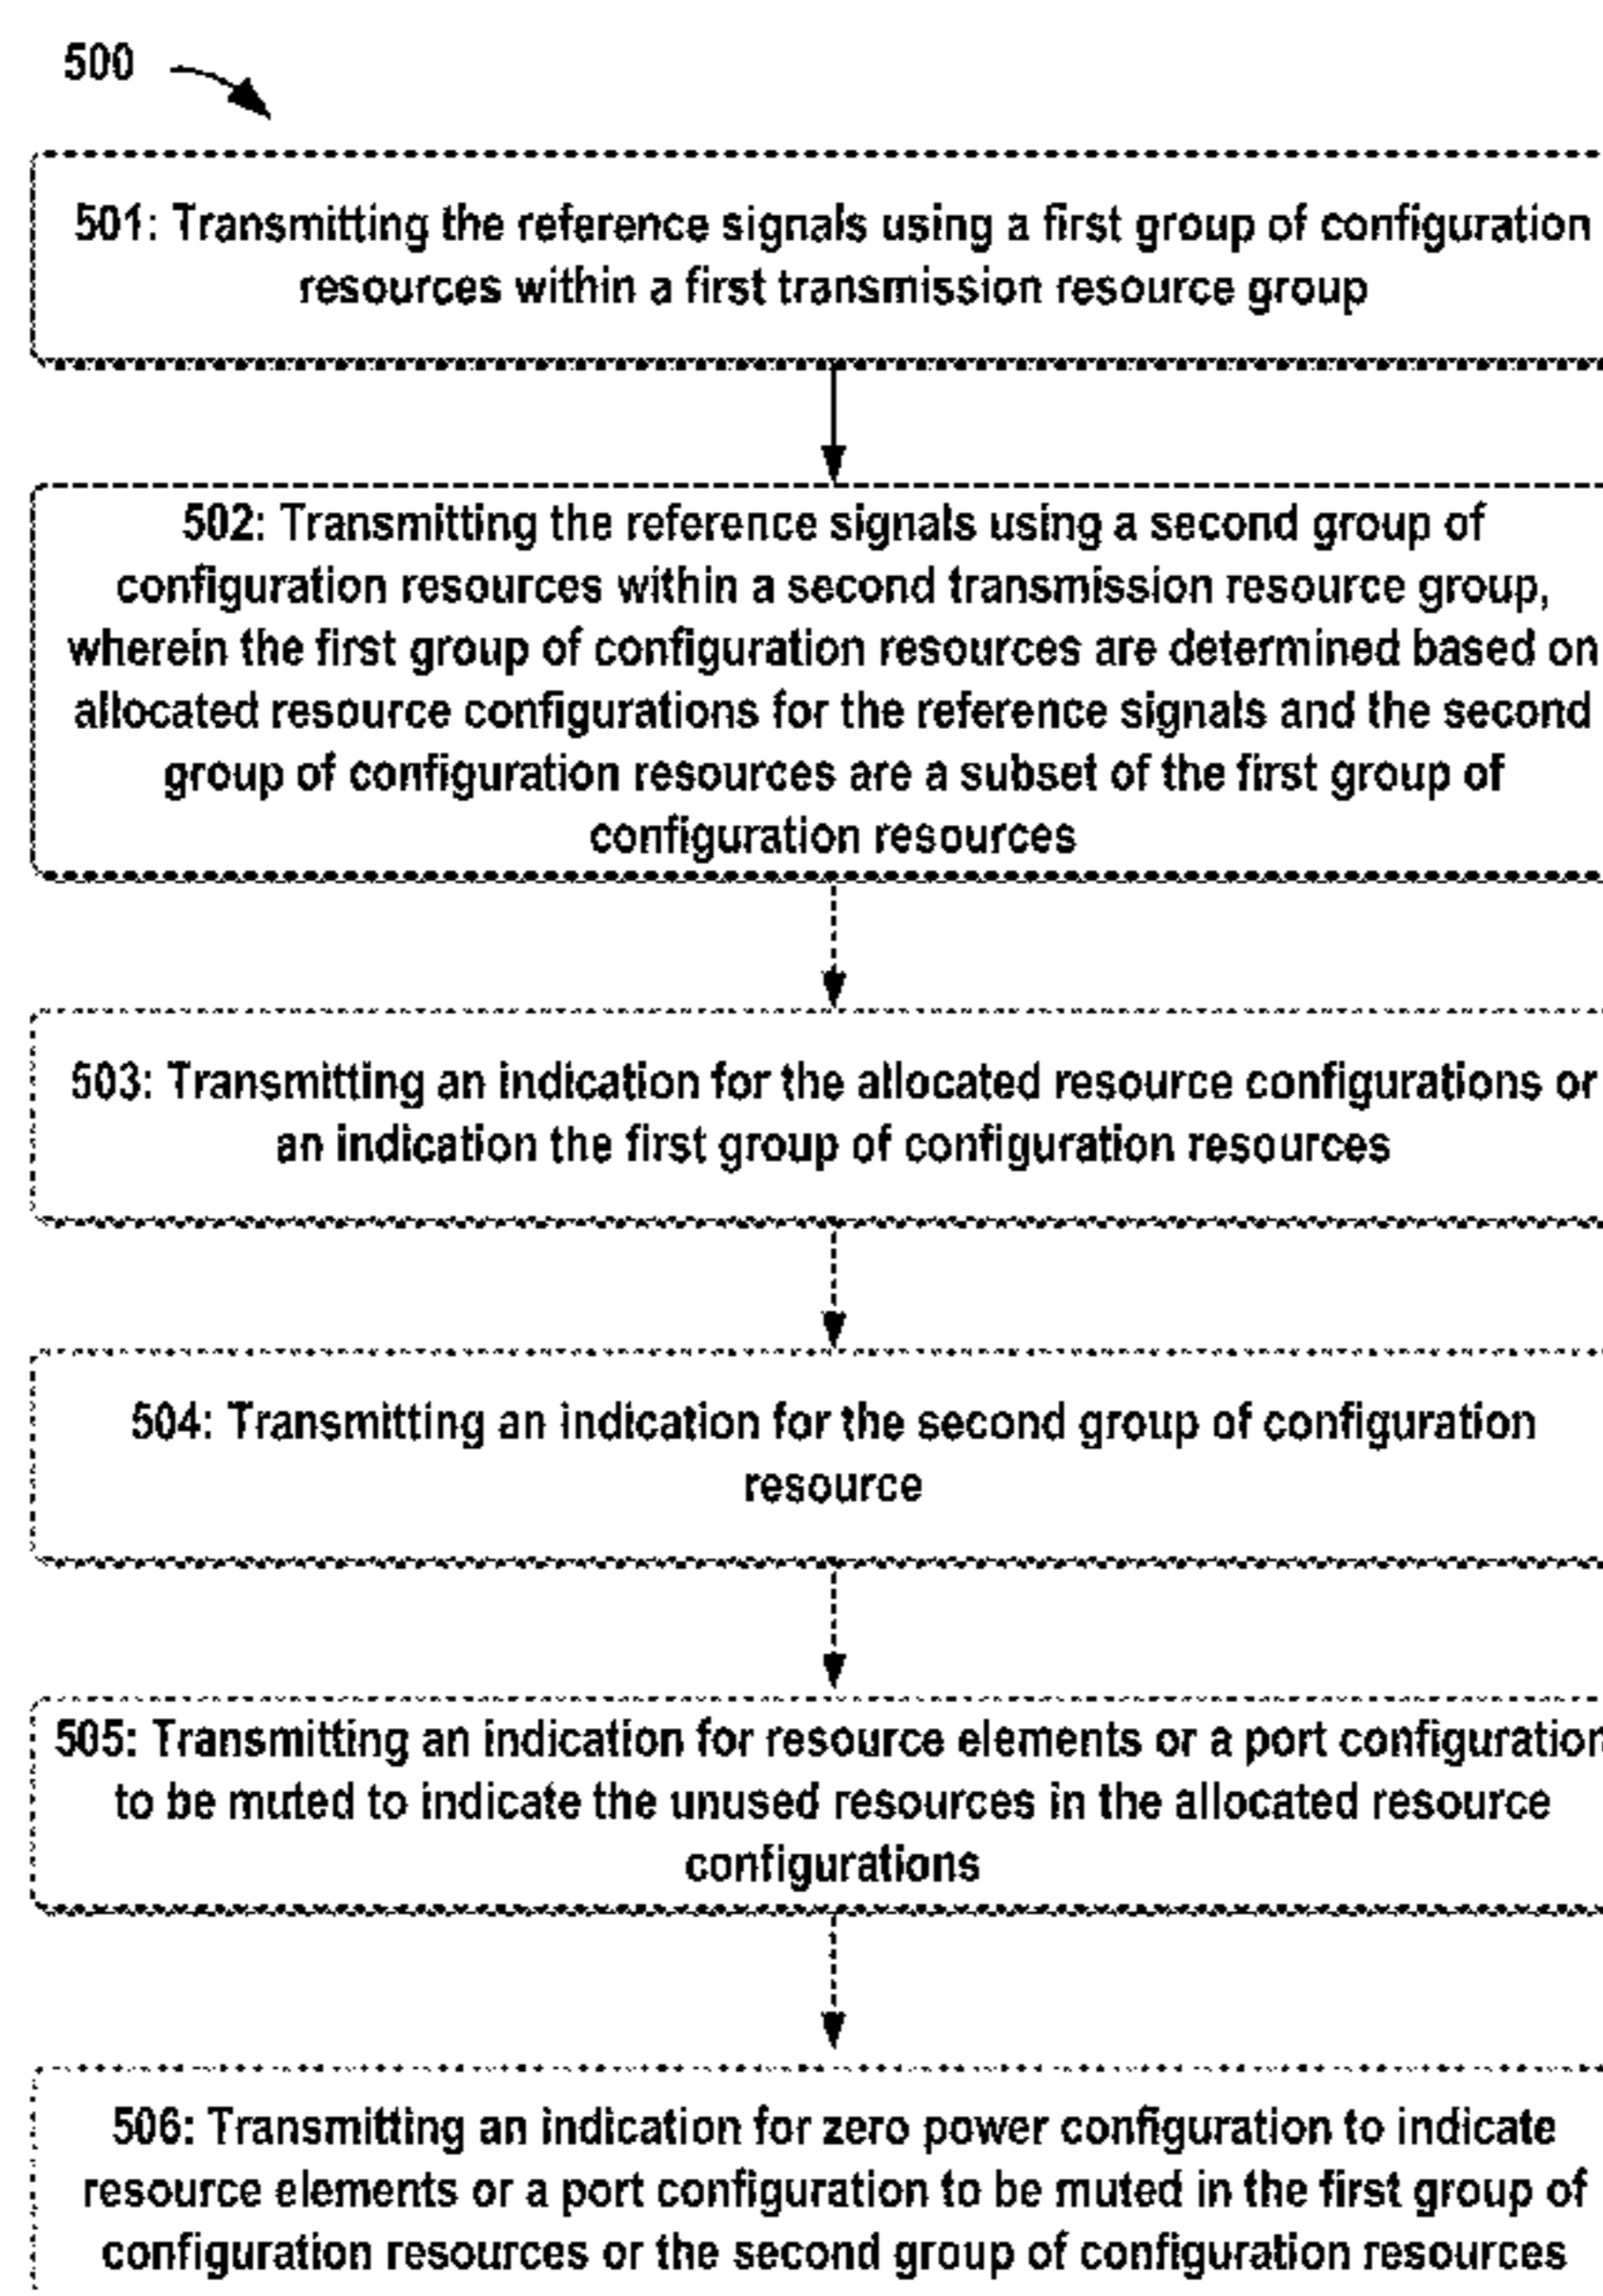 500
501: Transmitting the reference signals using a first group of configuration
resources within a first transmission resource group
502: Transmitting the reference signals using a second group of
configuration resources within a second transmission resource group,
wherein the first group of configuration resources are determined based on
allocated resource configurations for the reference signals and the second
group of configuration resources are a subset of the first group of
configuration resources
503: Transmitting an indication for the allocated resource configurations or
an indication the first group of configuration resources
504: Transmitting an indication for the second group of configuration
resource
505: Transmitting an indication for resource elements or a port configuration
to be muted to indicate the unused resources in the allocated resource
configurations
506: Transmitting an indication for zero power configuration to indicate
resource elements or a port configuration to be muted in the first group of
configuration resources or the second group of configuration resources